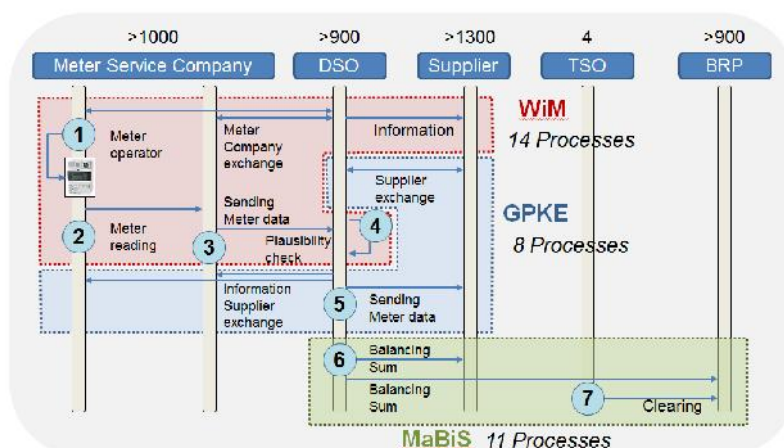 >1000 >900 >1300 4 >900
Meter Service Company DSO Supplier TSO BRP
WiM
14 Processes
1
Meter
operator
Meter
Company
exchange
Information
Supplier
exchange
GPKE
8 Processes
2
Meter
reading
3
Sending
Meter data
Plausibility
check
4
Information
Supplier
exchange
5
Sending
Meter data
6
Balancing
Sum
Balancing
Sum
7
Clearing
MaBiS 11 Processes